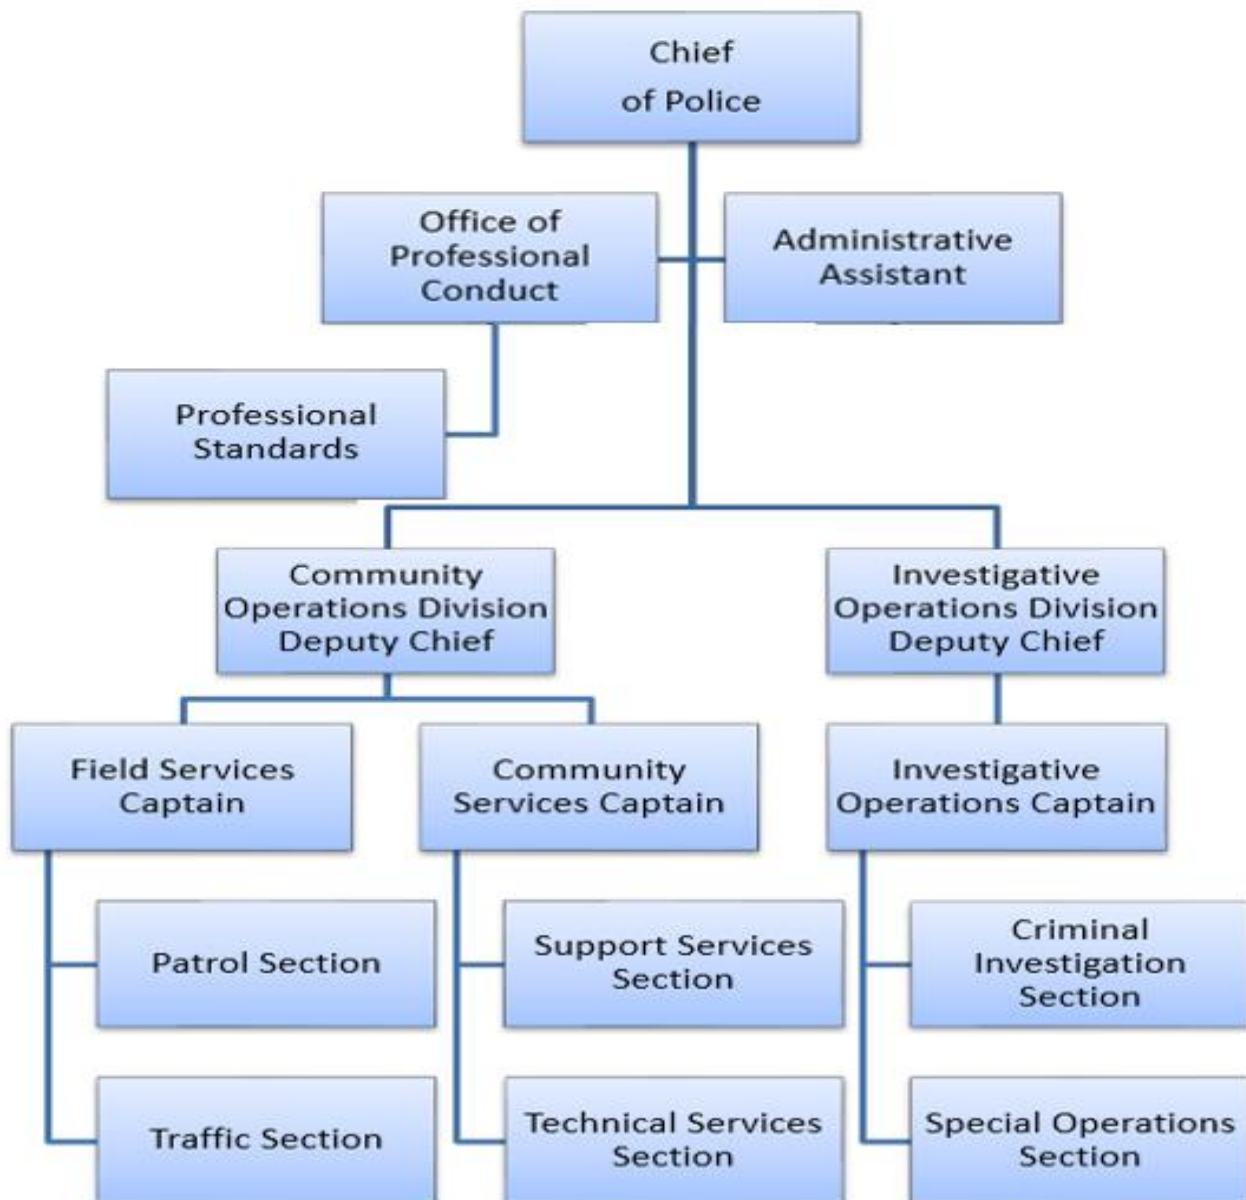 Chief
of Police
Office of
Professional
Conduct
Administrative
Assistant
Professional
Standards
Community
Operations Division
Deputy Chief
Investigative
Operations Division
Deputy Chief
Field Services
Captain
Community
Services Captain
Investigative
Operations Captain
Patrol Section
Support Services
Section
Criminal
Investigation
Section
Traffic Section
Technical Services
Section
Special Operations
Section